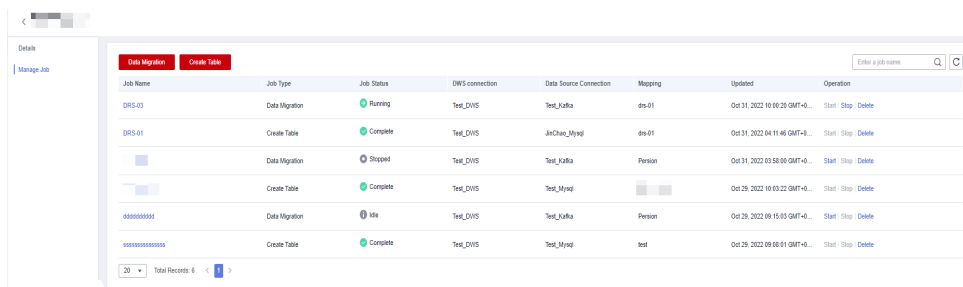 Details
Manage Job
Data Migration Create Table Enter a job name.
Job Name Job Type Job Status DWS connection Data Source Connection Mapping Updated Operation
DRS-03 Data Migration Running Test_DWS Test_Kafka drs-01 Oct 31, 2022 10:00:20 GMT+0... Start | Stop | Delete
DRS-01 Create Table Complete Test_DWS JinChao_Mysql drs-01 Oct 31, 2022 04:11:46 GMT+0... Start | Stop | Delete
Data Migration Stopped Test_DWS Test_Kafka Persion Oct 31, 2022 03:58:00 GMT+0... Start | Stop | Delete
Create Table Complete Test_DWS Test_Mysql Oct 29, 2022 10:03:22 GMT+0... Start | Stop | Delete
dddddddddd Data Migration Idle Test_DWS Test_Kafka Persion Oct 29, 2022 09:15:03 GMT+0... Start | Stop | Delete
sssssssssssssss Create Table Complete Test_DWS Test_Mysql test Oct 29, 2022 09:08:01 GMT+0... Start | Stop | Delete
20 Total Records: 6 < 1 >